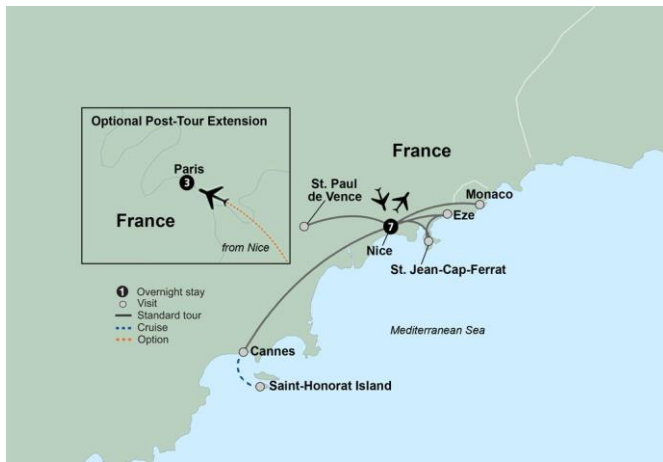 Optional Post-Tour Extension
Paris
3
France
from Nice
France
St. Paul
de Vence
Monaco
Eze
7
Nice
St. Jean-Cap-Ferrat
1 Overnight stay
Visit
Standard tour
Cruise
Option
Mediterranean Sea
Cannes
Saint-Honorat Island